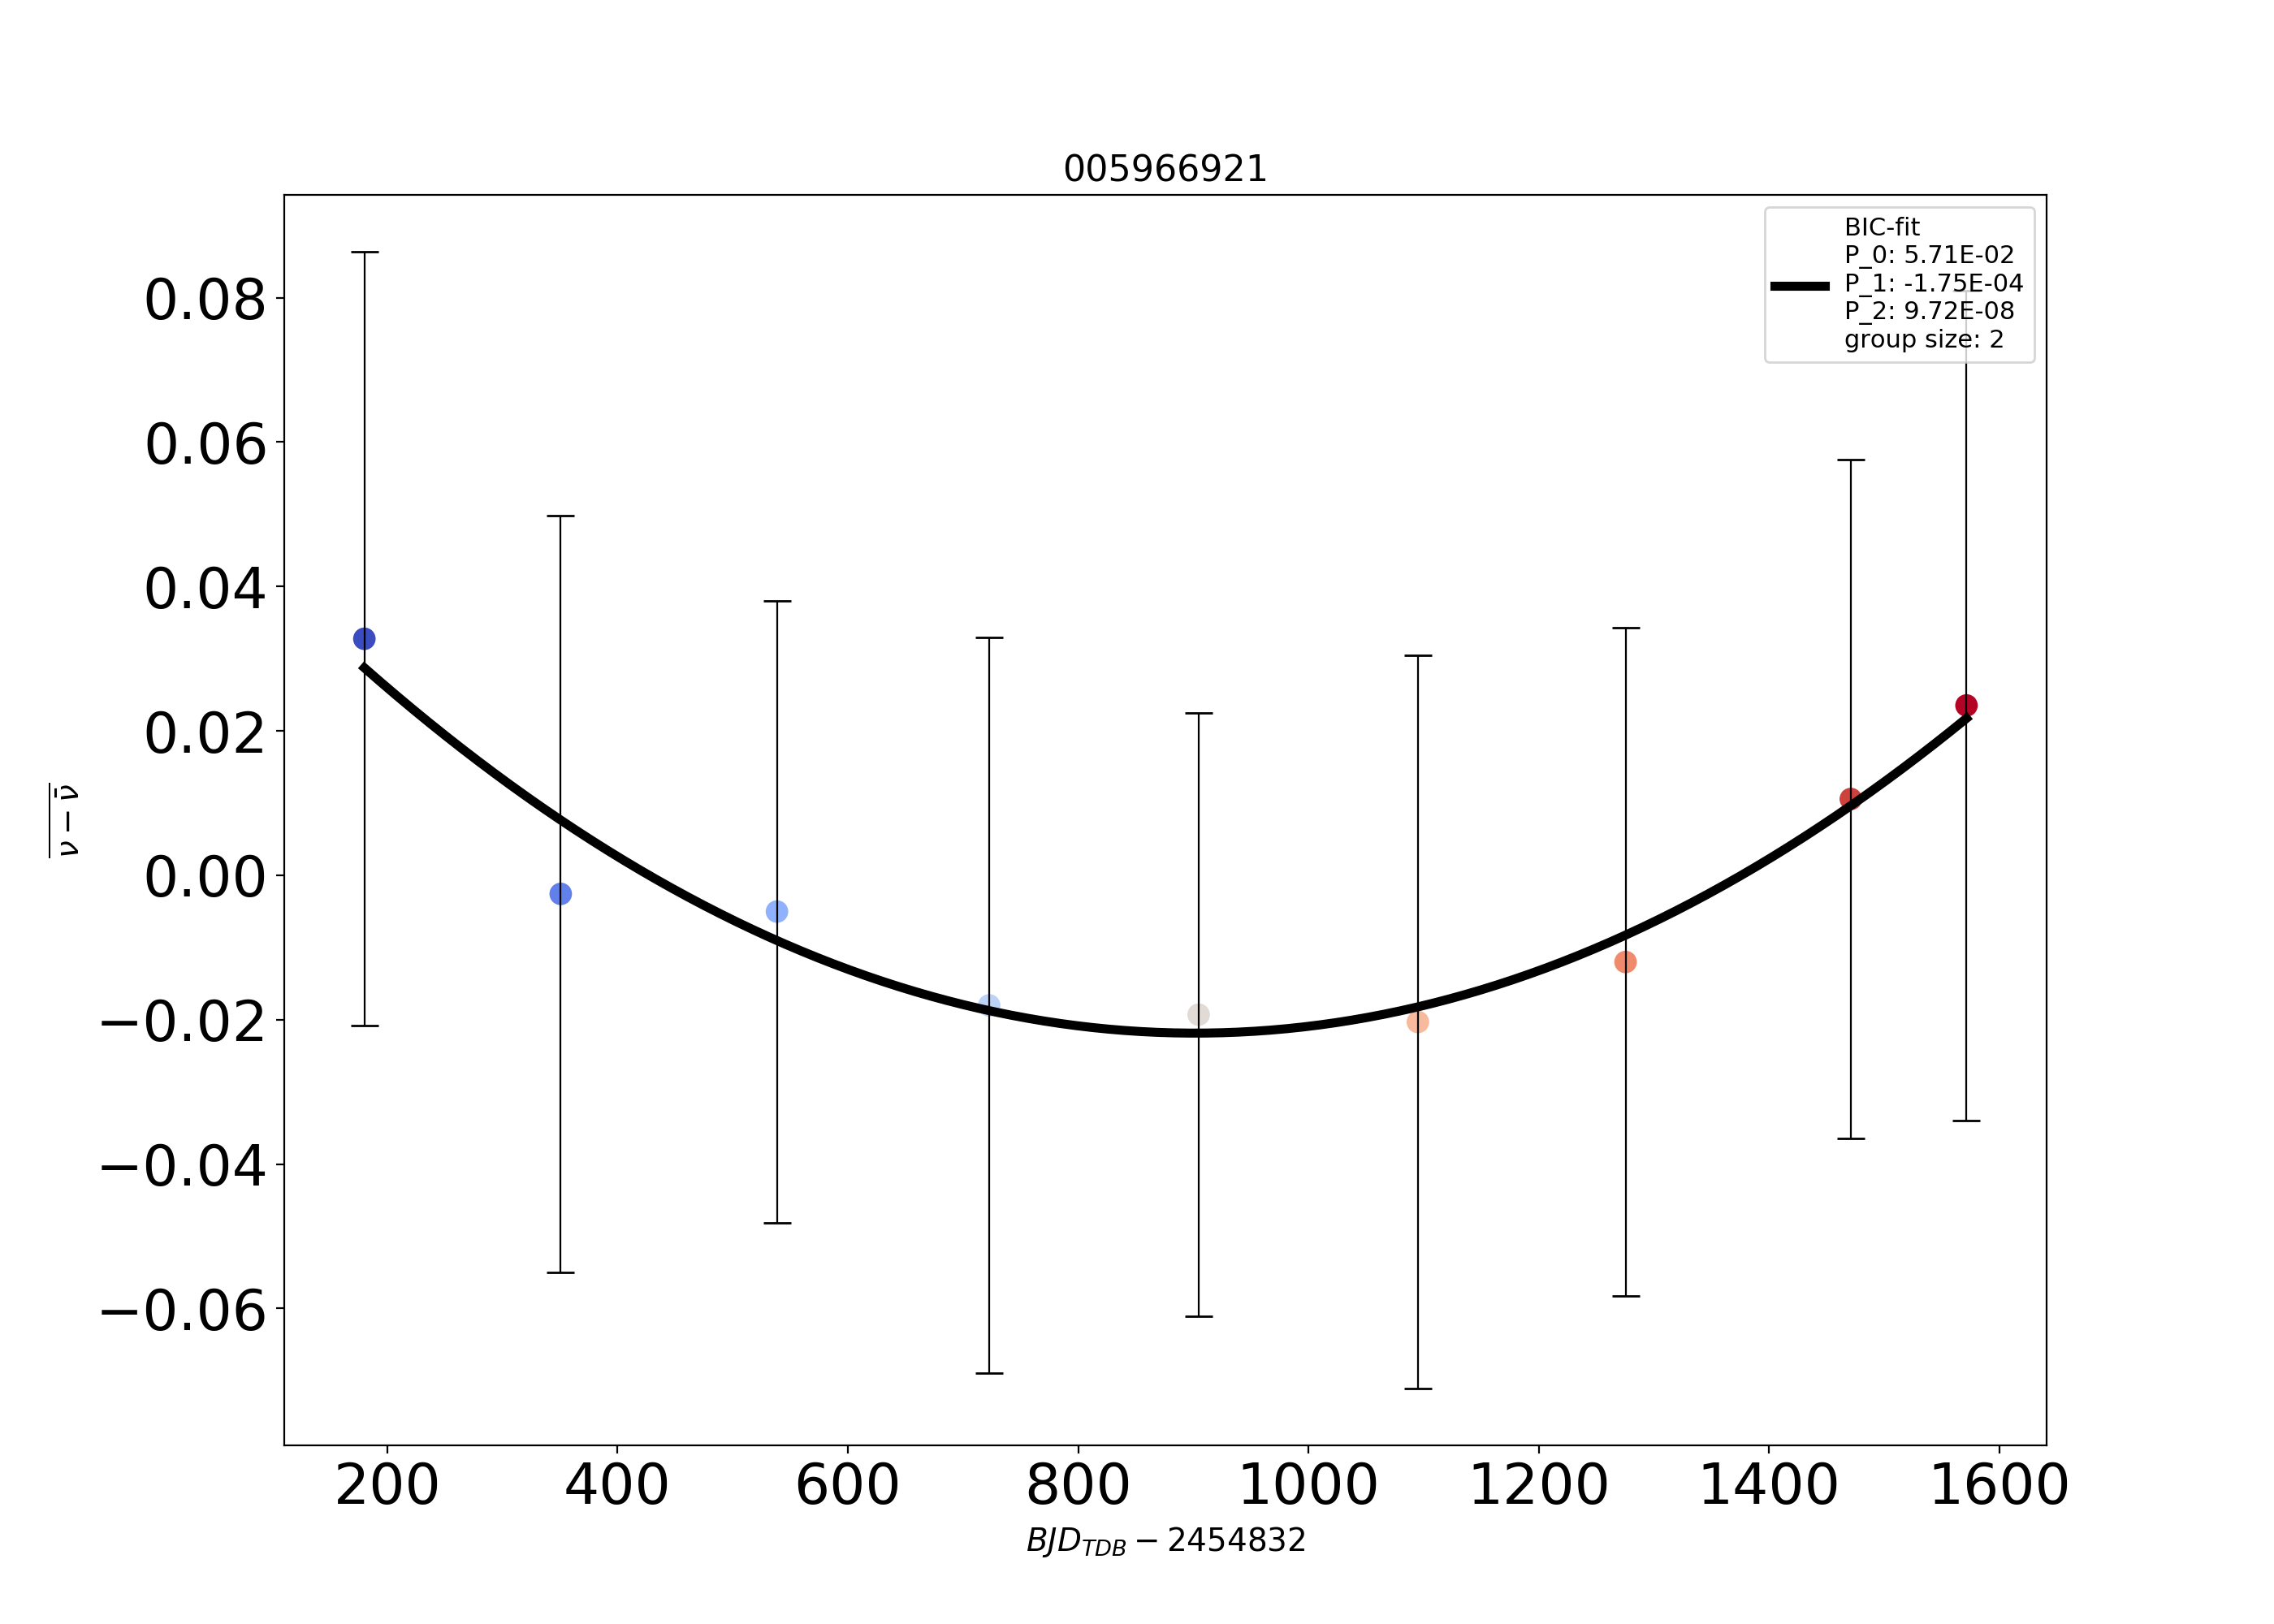 005966921
BIC-fit
P_0: 5.71E-02
P_1: -1.75E-04
P_2: 9.72E-08
group size: 2
0.08
0.06
0.04
0.02
0.00
−0.02
−0.04
−0.06
ν − ν̄
200 400 600 800 1000 1200 1400 1600
BJD_TDB − 2454832